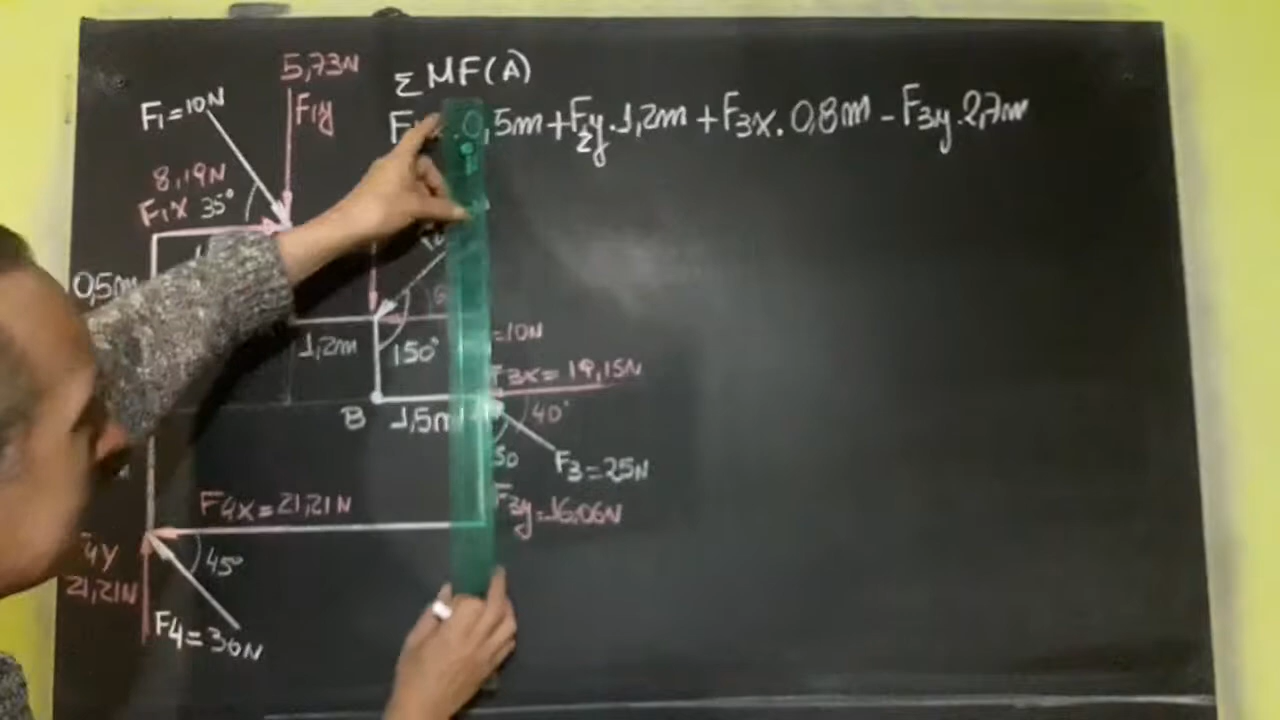 5,73N
ΣMF(A)
F1=10N
F1y
.0,5m+F2y.1,2m+F3x.0,8m-F3y.2,7m
8,19N
F1x 35°
0,5m
1,2m
150°
=10N
F3x=19,15N
B
1,5m
40°
50
F3=25N
F4x=21,21N
F3y=16,06N
F4y
45°
21,21N
F4=30N